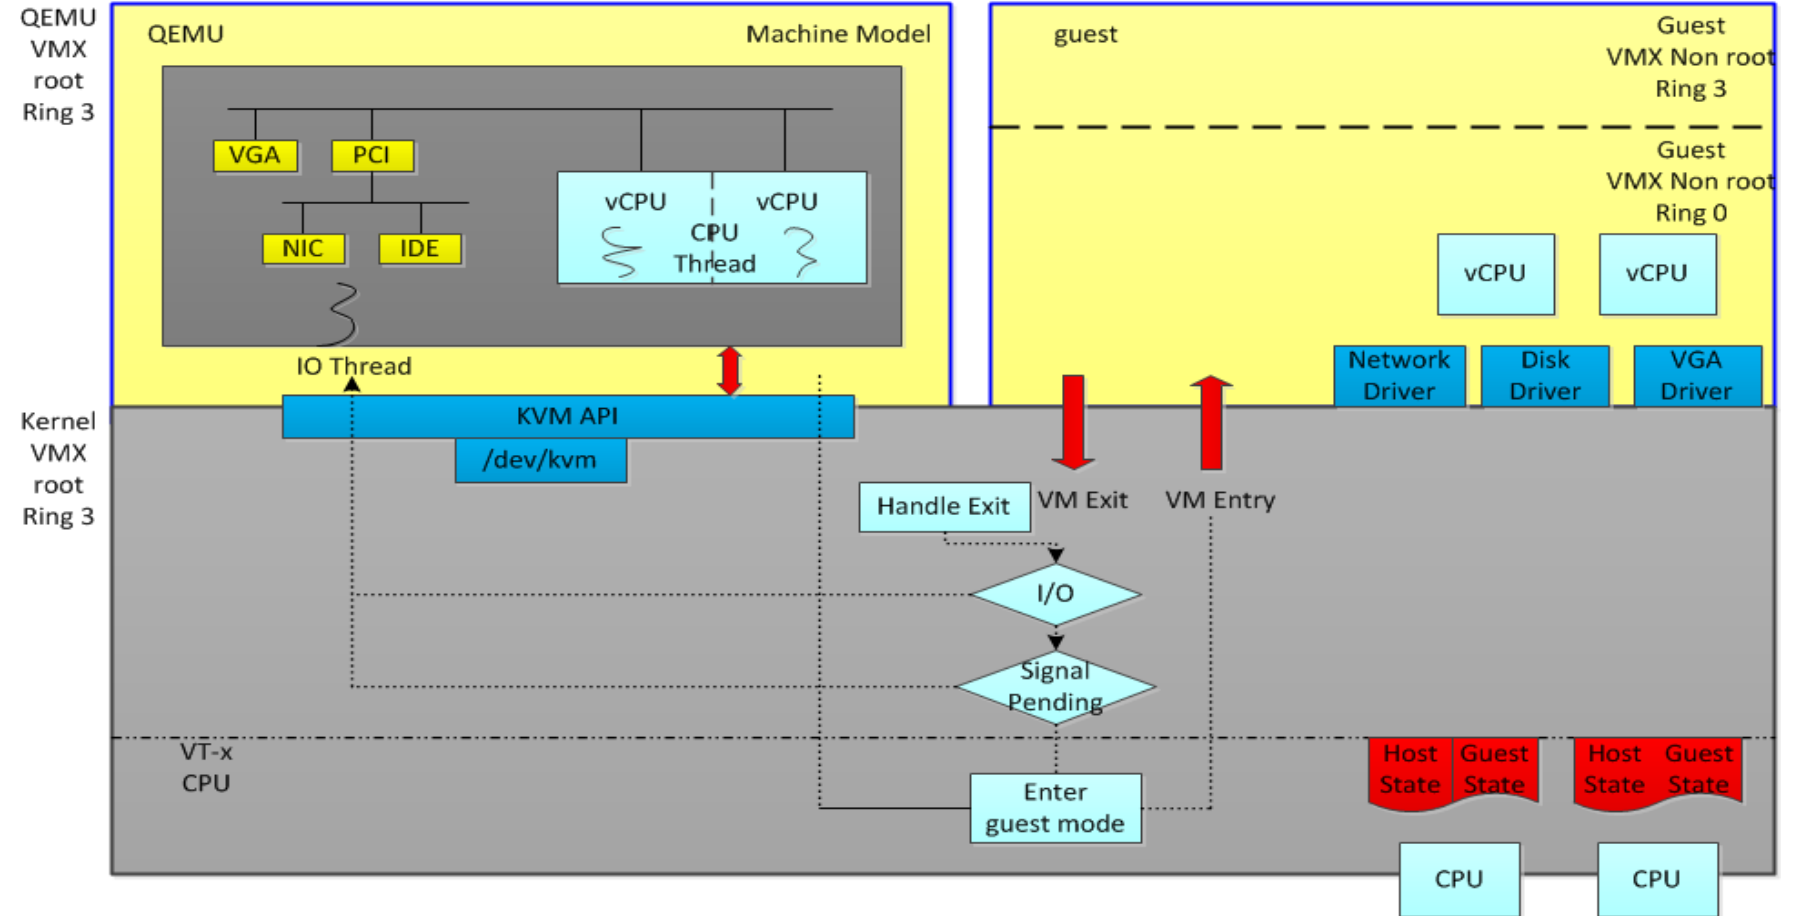 QEMU
VMX
root
Ring 3
QEMU
Machine Model
VGA
PCI
NIC
IDE
vCPU
vCPU
CPU
Thread
IO Thread
guest
Guest
VMX Non root
Ring 3
Guest
VMX Non root
Ring 0
vCPU
vCPU
Network
Driver
Disk
Driver
VGA
Driver
Kernel
VMX
root
Ring 3
KVM API
/dev/kvm
Handle Exit
VM Exit
VM Entry
I/O
Signal
Pending
VT-x
CPU
Enter
guest mode
Host
State
Guest
State
Host
State
Guest
State
CPU
CPU